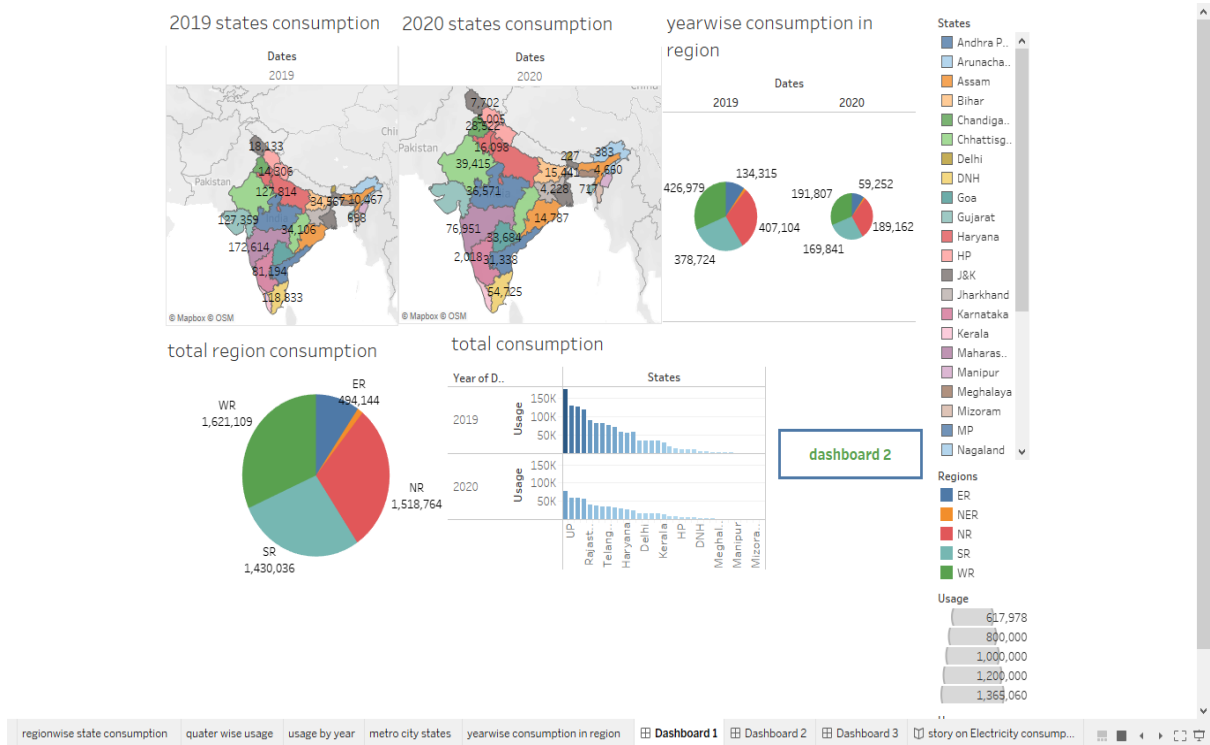 2019 states consumption
2020 states consumption
yearwise consumption in
region
Dates
2019
Dates
2020
Dates
2019
2020
18,133
14,306
127,814
34,967
10,467
127,359
34,106
698
172,614
81,194
118,833
Pakistan
India
© Mapbox © OSM
7,702
5,005
28,522
26,098
39,415
227
383
15,441
4,660
36,571
4,228
717
14,787
76,951
33,684
2,018
31,338
54,725
Pakistan
© Mapbox © OSM
426,979
134,315
407,104
378,724
191,807
59,252
189,162
169,841
total region consumption
ER
494,144
WR
1,621,109
NR
1,518,764
SR
1,430,036
total consumption
Year of D..
States
2019
Usage
150K
100K
50K
2020
Usage
150K
100K
50K
UP
Rajast..
Telang..
Haryana
Delhi
Kerala
HP
DNH
Meghal..
Manipur
Mizora..
dashboard 2
States
Andhra P..
Arunacha..
Assam
Bihar
Chandiga..
Chhattisg..
Delhi
DNH
Goa
Gujarat
Haryana
HP
J&K
Jharkhand
Karnataka
Kerala
Maharas..
Manipur
Meghalaya
Mizoram
MP
Nagaland
Regions
ER
NER
NR
SR
WR
Usage
617,978
800,000
1,000,000
1,200,000
1,365,060
regionwise state consumption
quater wise usage
usage by year
metro city states
yearwise consumption in region
Dashboard 1
Dashboard 2
Dashboard 3
story on Electricity consump...